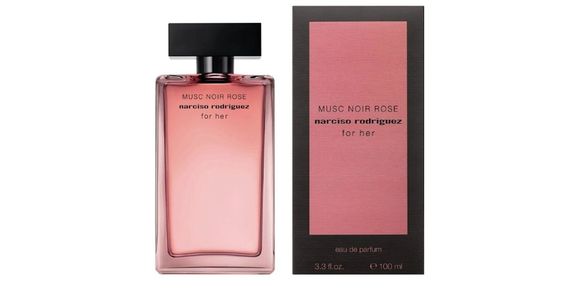 MUSC NOIR ROSE
narciso rodriguez
for her
MUSC NOIR ROSE
narciso rodriguez
for her
eau de parfum
3.3 fl.oz. ℮ 100 ml